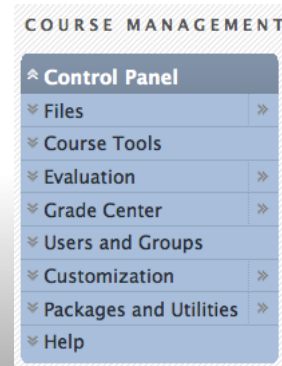 COURSE MANAGEMENT
Control Panel
Files
Course Tools
Evaluation
Grade Center
Users and Groups
Customization
Packages and Utilities
Help